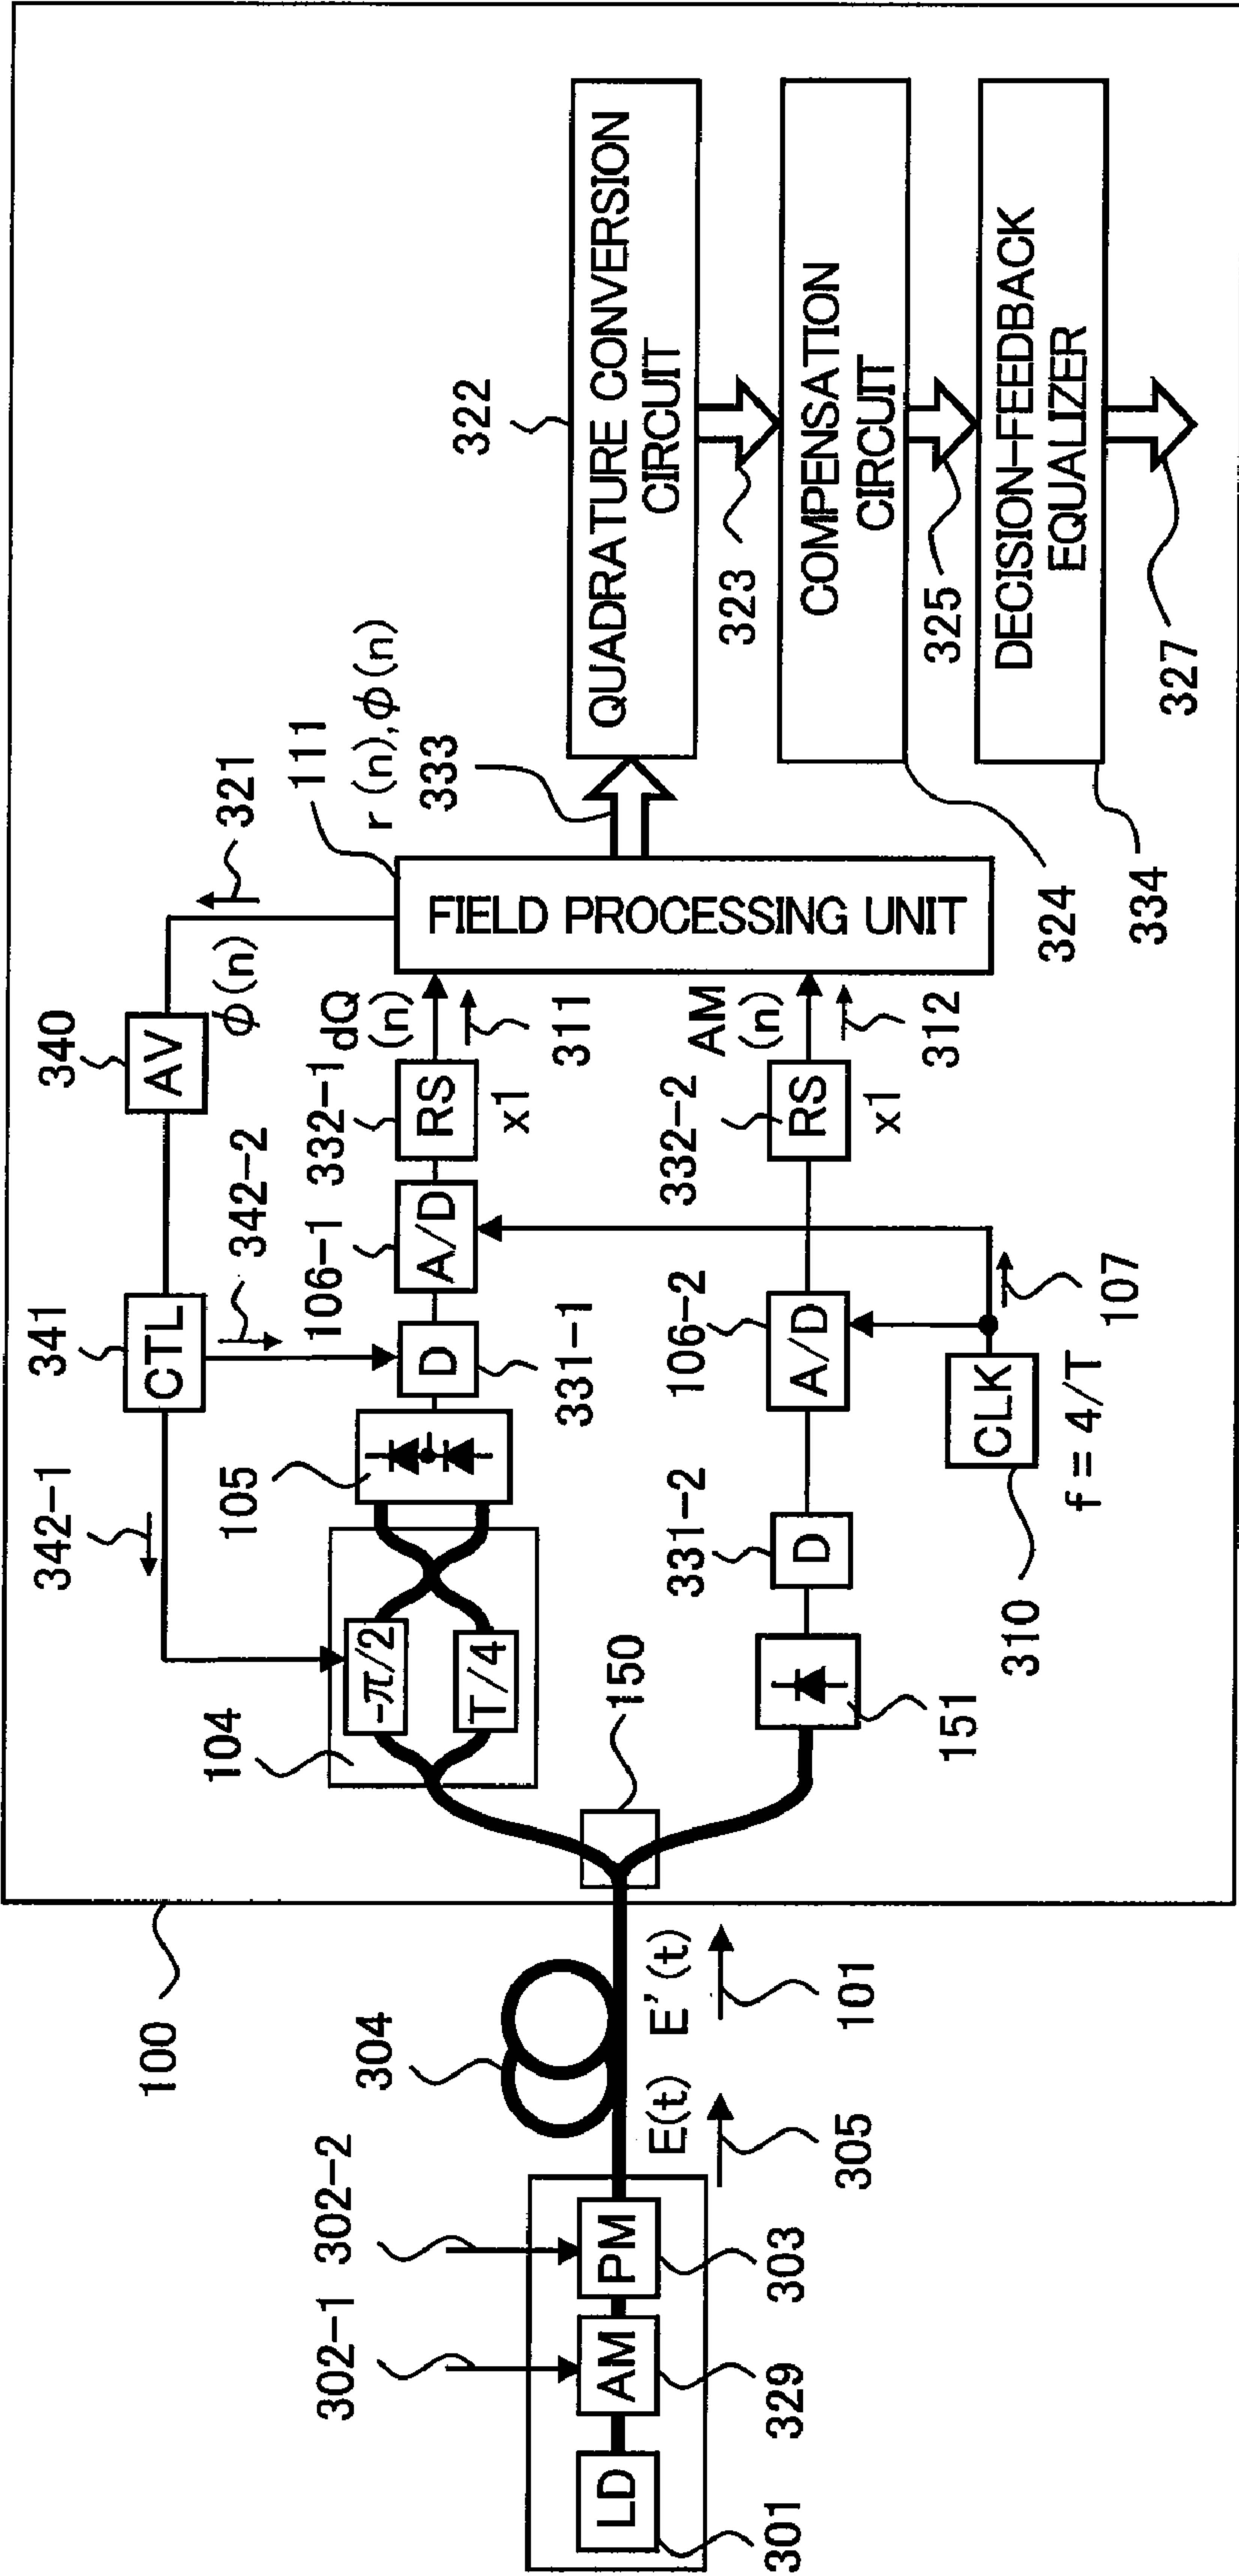 100
342-1
341
CTL
342-2
340
AV
φ(n)
321
111
r(n),φ(n)
333
322
QUADRATURE CONVERSION
CIRCUIT
323
COMPENSATION
CIRCUIT
325
DECISION-FEEDBACK
EQUALIZER
327
324
334
FIELD PROCESSING UNIT
104
-π/2
T/4
105
D
331-1
106-1
A/D
332-1
RS
x1
dQ
(n)
311
150
151
331-2
D
106-2
A/D
332-2
RS
x1
AM
(n)
312
310
CLK
f = 4/T
107
302-1
302-2
304
LD
AM
PM
301
329
303
E(t)
305
E'(t)
101